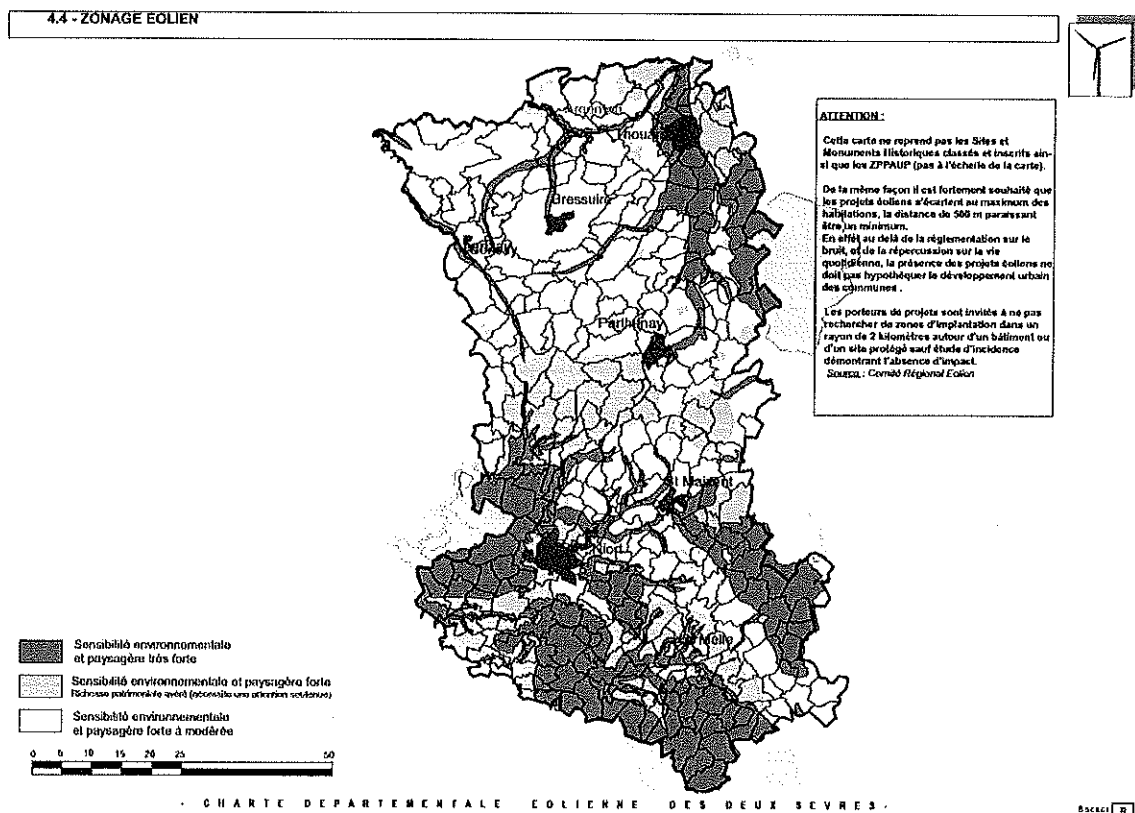 4.4 - ZONAGE EOLIEN
ATTENTION :
Cette carte ne reprend pas les Sites et
Monuments Historiques classés et inscrits ain-
si que les ZPPAUP (pas à l'échelle de la carte).
De la même façon il est fortement souhaité que
les projets éoliens s'écartent au maximum des
habitations, la distance de 500 m paraissant
être un minimum.
En effet au delà de la réglementation sur le
bruit, et de la répercussion sur la vie
quotidienne, la présence des projets éoliens ne
doit pas hypothéquer le développement urbain
des communes .
Les porteurs de projets sont invités à ne pas
rechercher de zones d'implantation dans un
rayon de 2 kilomètres autour d'un bâtiment ou
d'un site protégé sauf étude d'incidence
démontrant l'absence d'impact.
Source : Comité Régional Eolien
Argenton
Thouars
Bressuire
Parthenay
St Maixent
Niort
Melle
Sensibilité environnementale
et paysagère très forte
Sensibilité environnementale et paysagère forte
Richesse patrimoniale avéré (nécessite une attention soutenue)
Sensibilité environnementale
et paysagère forte à modérée
0 5 10 15 20 25 50
- CHARTE DEPARTEMENTALE EOLIENNE DES DEUX SEVRES -